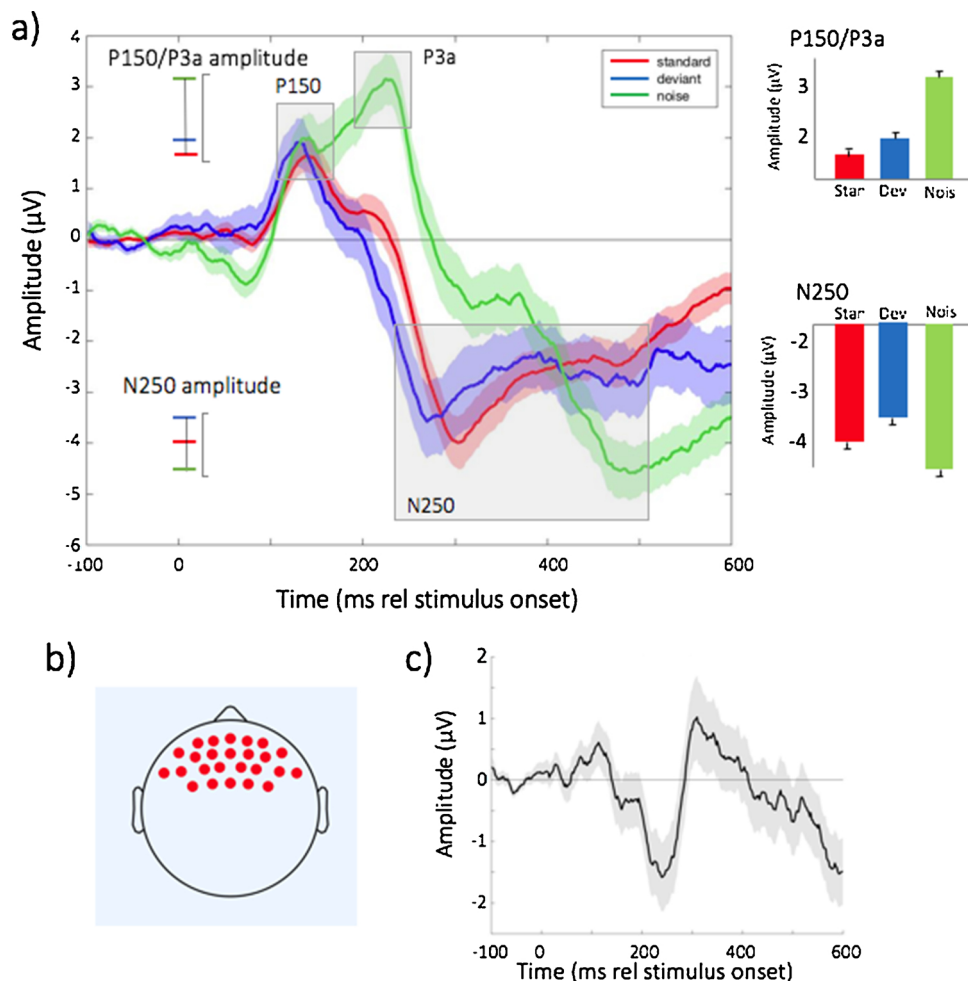 a)
P150/P3a amplitude
P150
P3a
standard
deviant
noise
4
3
2
1
0
-1
-2
-3
-4
-5
-6
Amplitude (µV)
N250 amplitude
N250
-100
0
200
400
600
Time (ms rel stimulus onset)
P150/P3a
Amplitude (µV)
3
2
Stan
Dev
Nois
N250
Stan
Dev
Nois
Amplitude (µV)
-2
-3
-4
b)
c)
2
1
0
-1
-2
Amplitude (µV)
-100
0
200
400
600
Time (ms rel stimulus onset)